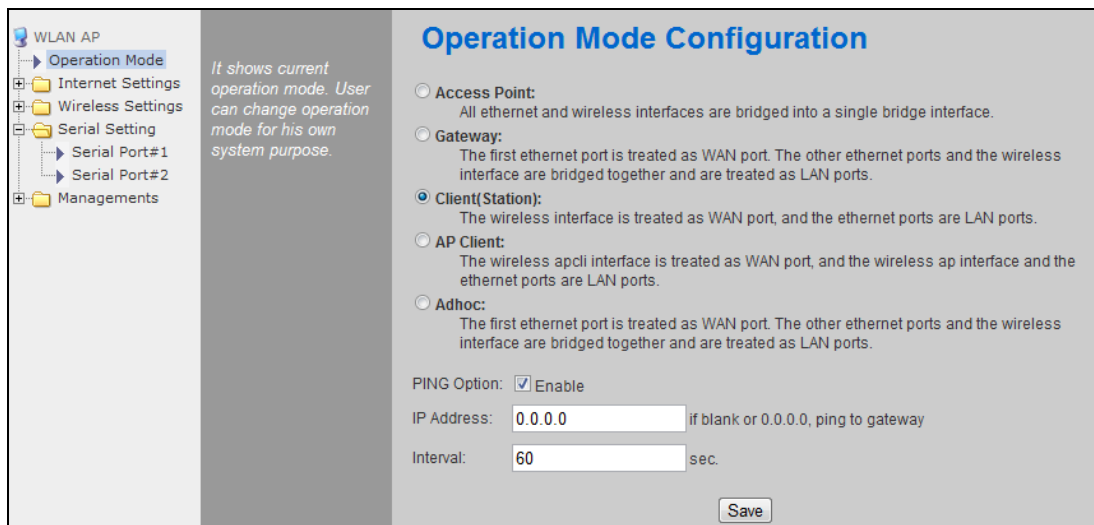 WLAN AP
Operation Mode
Internet Settings
Wireless Settings
Serial Setting
Serial Port#1
Serial Port#2
Managements
It shows current
operation mode. User
can change operation
mode for his own
system purpose.
Operation Mode Configuration
Access Point:
All ethernet and wireless interfaces are bridged into a single bridge interface.
Gateway:
The first ethernet port is treated as WAN port. The other ethernet ports and the wireless
interface are bridged together and are treated as LAN ports.
Client(Station):
The wireless interface is treated as WAN port, and the ethernet ports are LAN ports.
AP Client:
The wireless apcli interface is treated as WAN port, and the wireless ap interface and the
ethernet ports are LAN ports.
Adhoc:
The first ethernet port is treated as WAN port. The other ethernet ports and the wireless
interface are bridged together and are treated as LAN ports.
PING Option: Enable
IP Address: 0.0.0.0 if blank or 0.0.0.0, ping to gateway
Interval: 60 sec.
Save